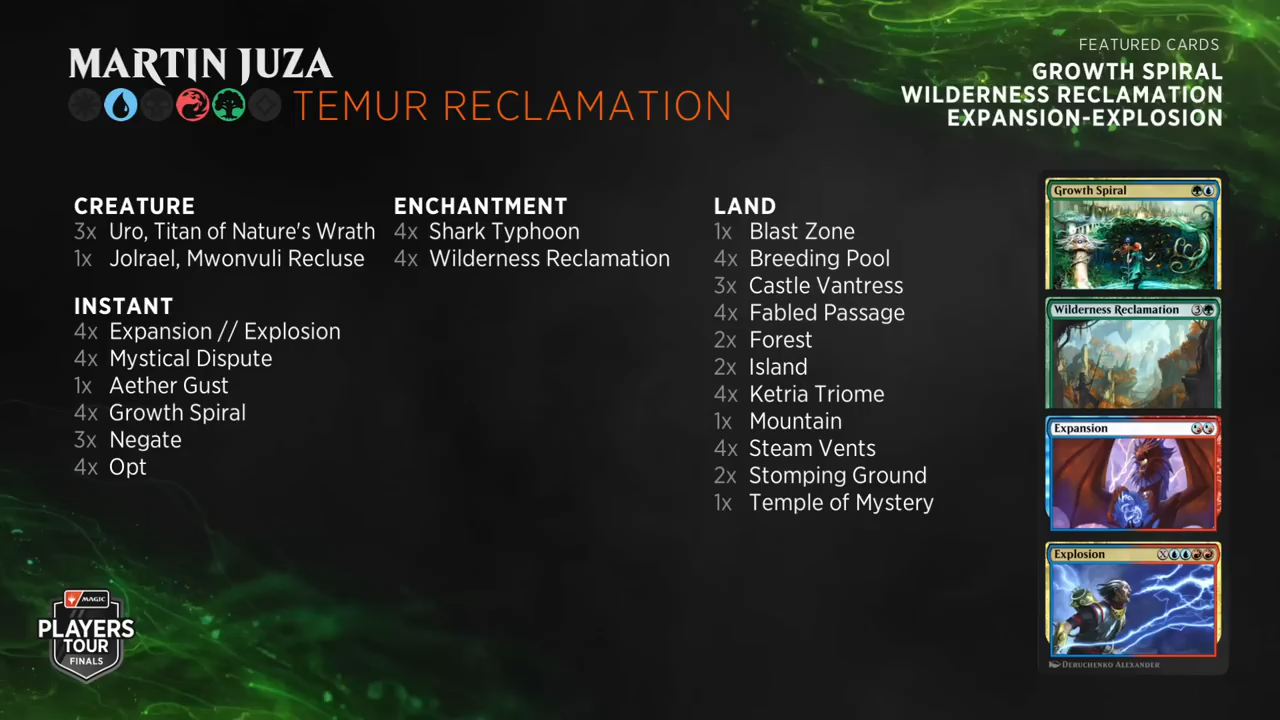 MARTIN JUZA
TEMUR RECLAMATION
FEATURED CARDS
GROWTH SPIRAL
WILDERNESS RECLAMATION
EXPANSION-EXPLOSION
CREATURE
3x Uro, Titan of Nature's Wrath
1x Jolrael, Mwonvuli Recluse
INSTANT
4x Expansion // Explosion
4x Mystical Dispute
1x Aether Gust
4x Growth Spiral
3x Negate
4x Opt
ENCHANTMENT
4x Shark Typhoon
4x Wilderness Reclamation
LAND
1x Blast Zone
4x Breeding Pool
3x Castle Vantress
4x Fabled Passage
2x Forest
2x Island
4x Ketria Triome
1x Mountain
4x Steam Vents
2x Stomping Ground
1x Temple of Mystery
Growth Spiral
Wilderness Reclamation 3
Expansion
Explosion X
Deruchenko Alexander
MAGIC
PLAYERS
TOUR
FINALS